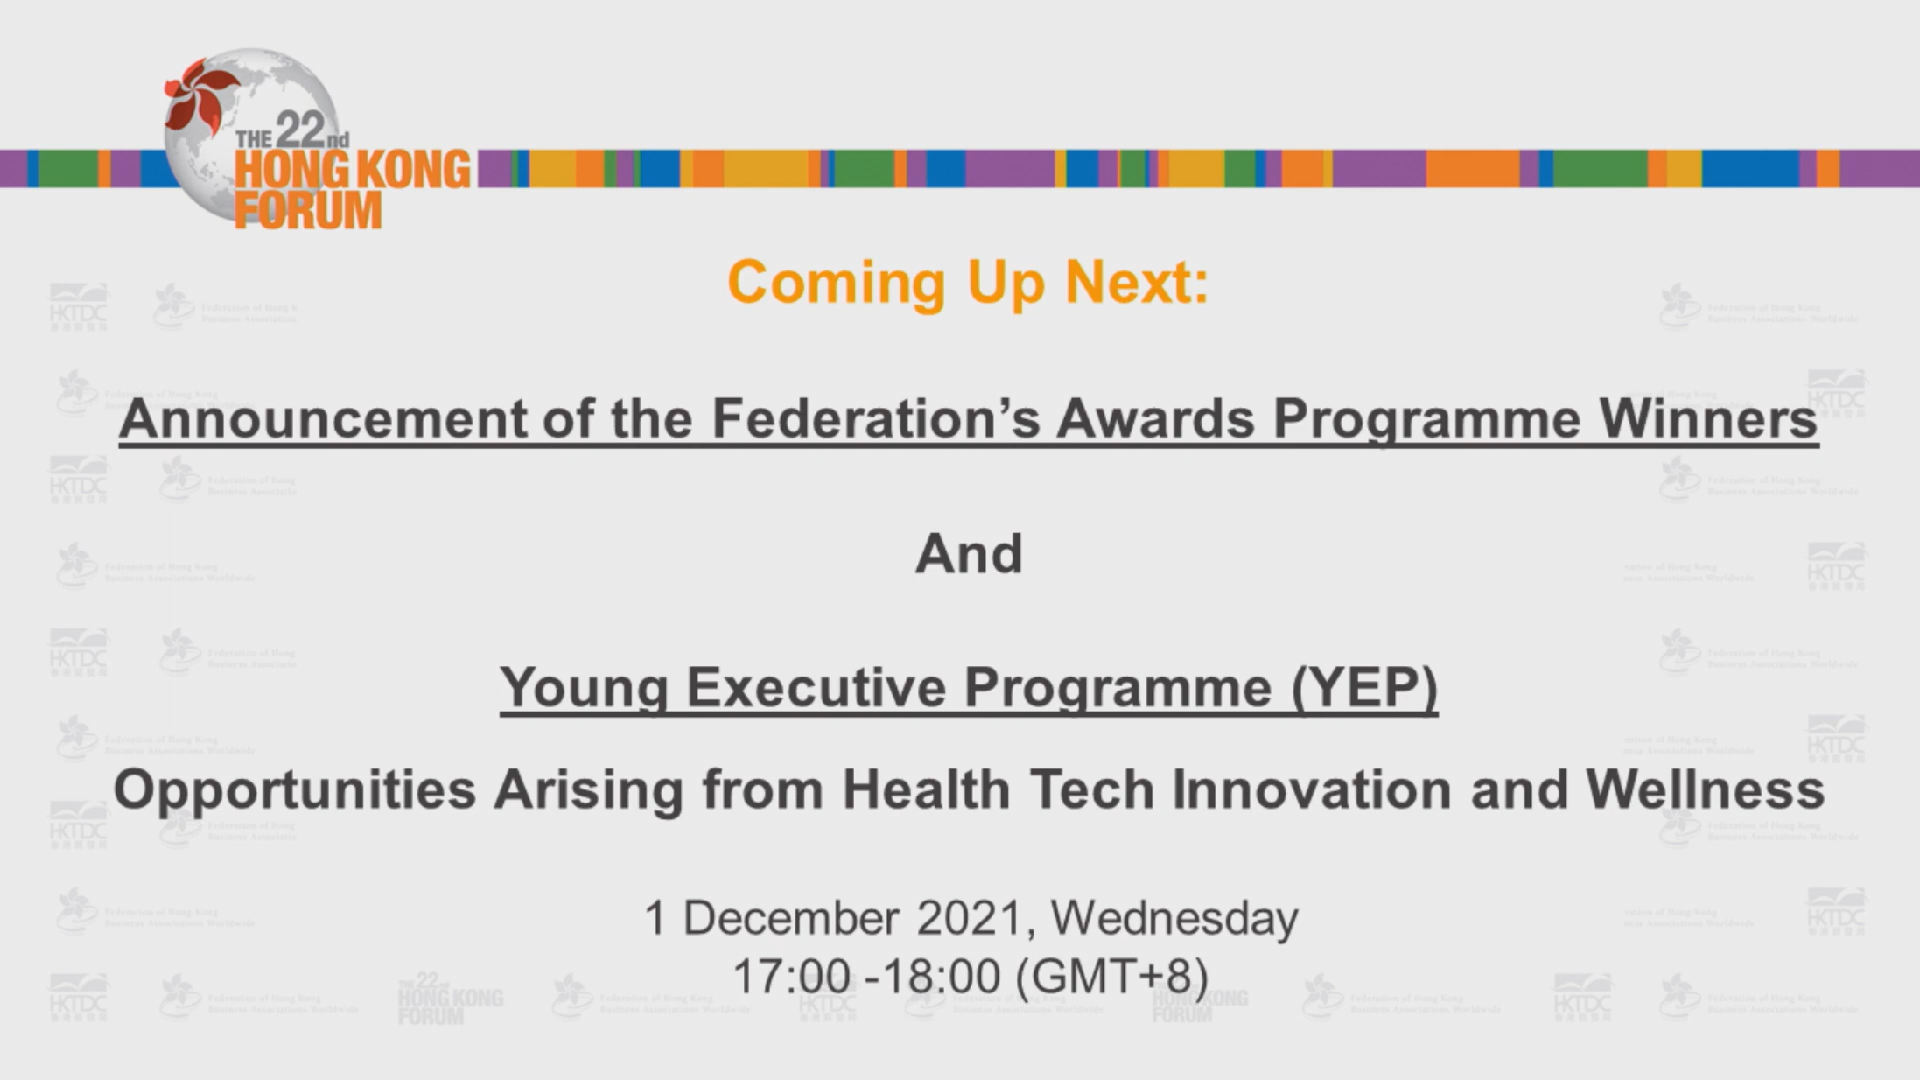 THE 22nd
HONG KONG
FORUM
Coming Up Next:
Announcement of the Federation’s Awards Programme Winners
And
Young Executive Programme (YEP)
Opportunities Arising from Health Tech Innovation and Wellness
1 December 2021, Wednesday
17:00 -18:00 (GMT+8)